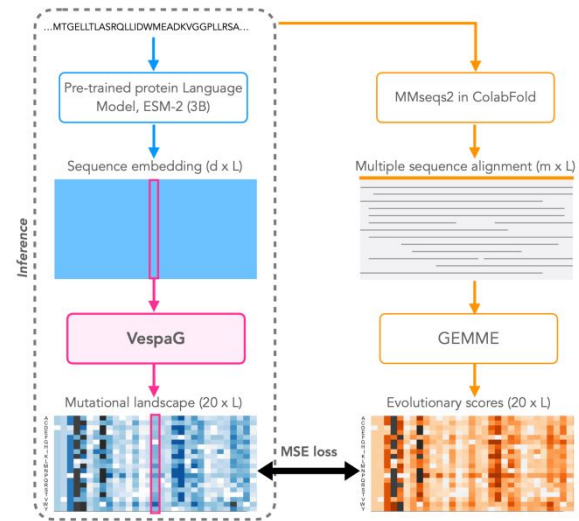 ...MTGELLTLASRQLLIDWMEADKVGGPLLRSA...
Pre-trained protein Language
Model, ESM-2 (3B)
MMseqs2 in ColabFold
Sequence embedding (d x L)
Multiple sequence alignment (m x L)
Inference
VespaG
GEMME
Mutational landscape (20 x L)
Evolutionary scores (20 x L)
MSE loss